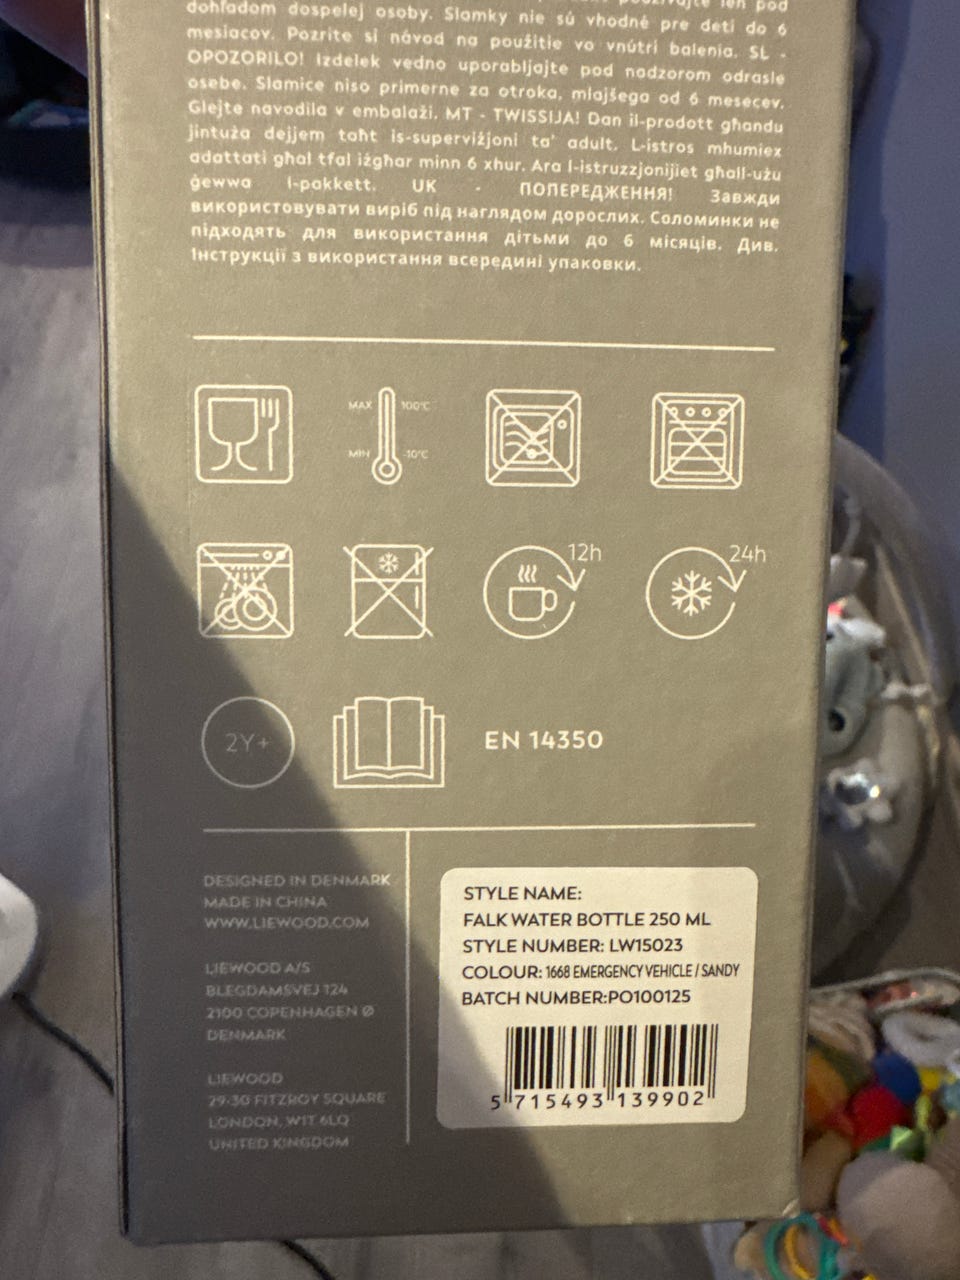 používajte len pod
dohľadom dospelej osoby. Slamky nie sú vhodné pre deti do 6
mesiacov. Pozrite si návod na použitie vo vnútri balenia. SL -
OPOZORILO! Izdelek vedno uporabljajte pod nadzorom odrasle
osebe. Slamice niso primerne za otroka, mlajšega od 6 mesecev.
Glejte navodila v embalaži. MT - TWISSIJA! Dan il-prodott għandu
jintuża dejjem taħt is-superviżjoni ta' adult. L-istros mhumiex
adattati għal tfal iżgħar minn 6 xhur. Ara l-istruzzjonijiet għall-użu
ġewwa l-pakkett. UK - ПОПЕРЕДЖЕННЯ! Завжди
використовувати виріб під наглядом дорослих. Соломинки не
підходять для використання дітьми до 6 місяців. Див.
Інструкції з використання всередині упаковки.
MAX 100°C
MIN -10°C
12h
24h
2Y+
EN 14350
DESIGNED IN DENMARK
MADE IN CHINA
WWW.LIEWOOD.COM
LIEWOOD A/S
BLEGDAMSVEJ 124
2100 COPENHAGEN Ø
DENMARK
LIEWOOD
29-30 FITZROY SQUARE
LONDON, W1T 6LQ
UNITED KINGDOM
STYLE NAME:
FALK WATER BOTTLE 250 ML
STYLE NUMBER: LW15023
COLOUR: 1668 EMERGENCY VEHICLE / SANDY
BATCH NUMBER:PO100125
5 715493 139902